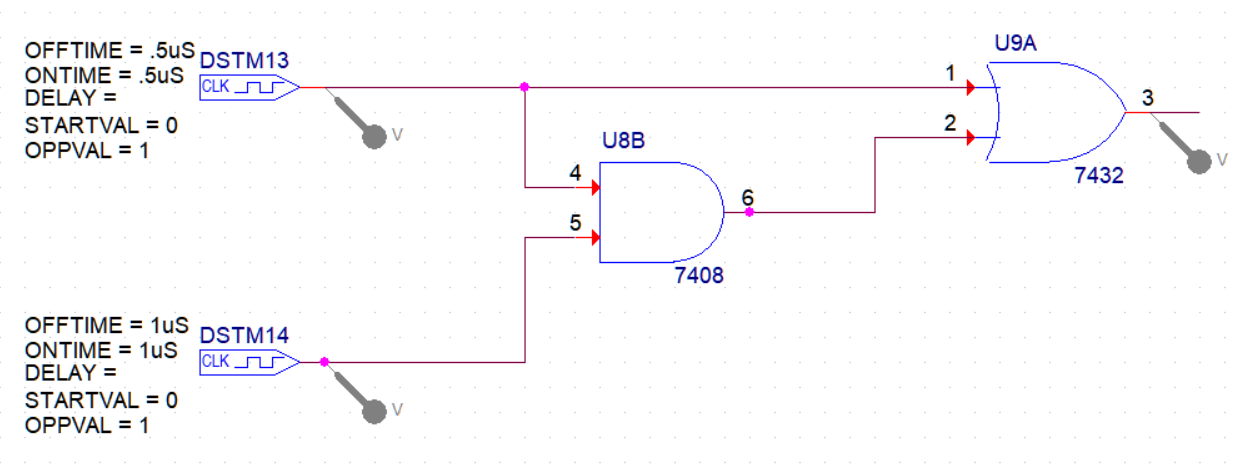 OFFTIME = .5uS
DSTM13
ONTIME = .5uS
CLK
DELAY =
STARTVAL = 0
OPPVAL = 1
V
U9A
1
2
3
V
7432
U8B
4
5
6
7408
OFFTIME = 1uS
DSTM14
ONTIME = 1uS
CLK
DELAY =
STARTVAL = 0
OPPVAL = 1
V